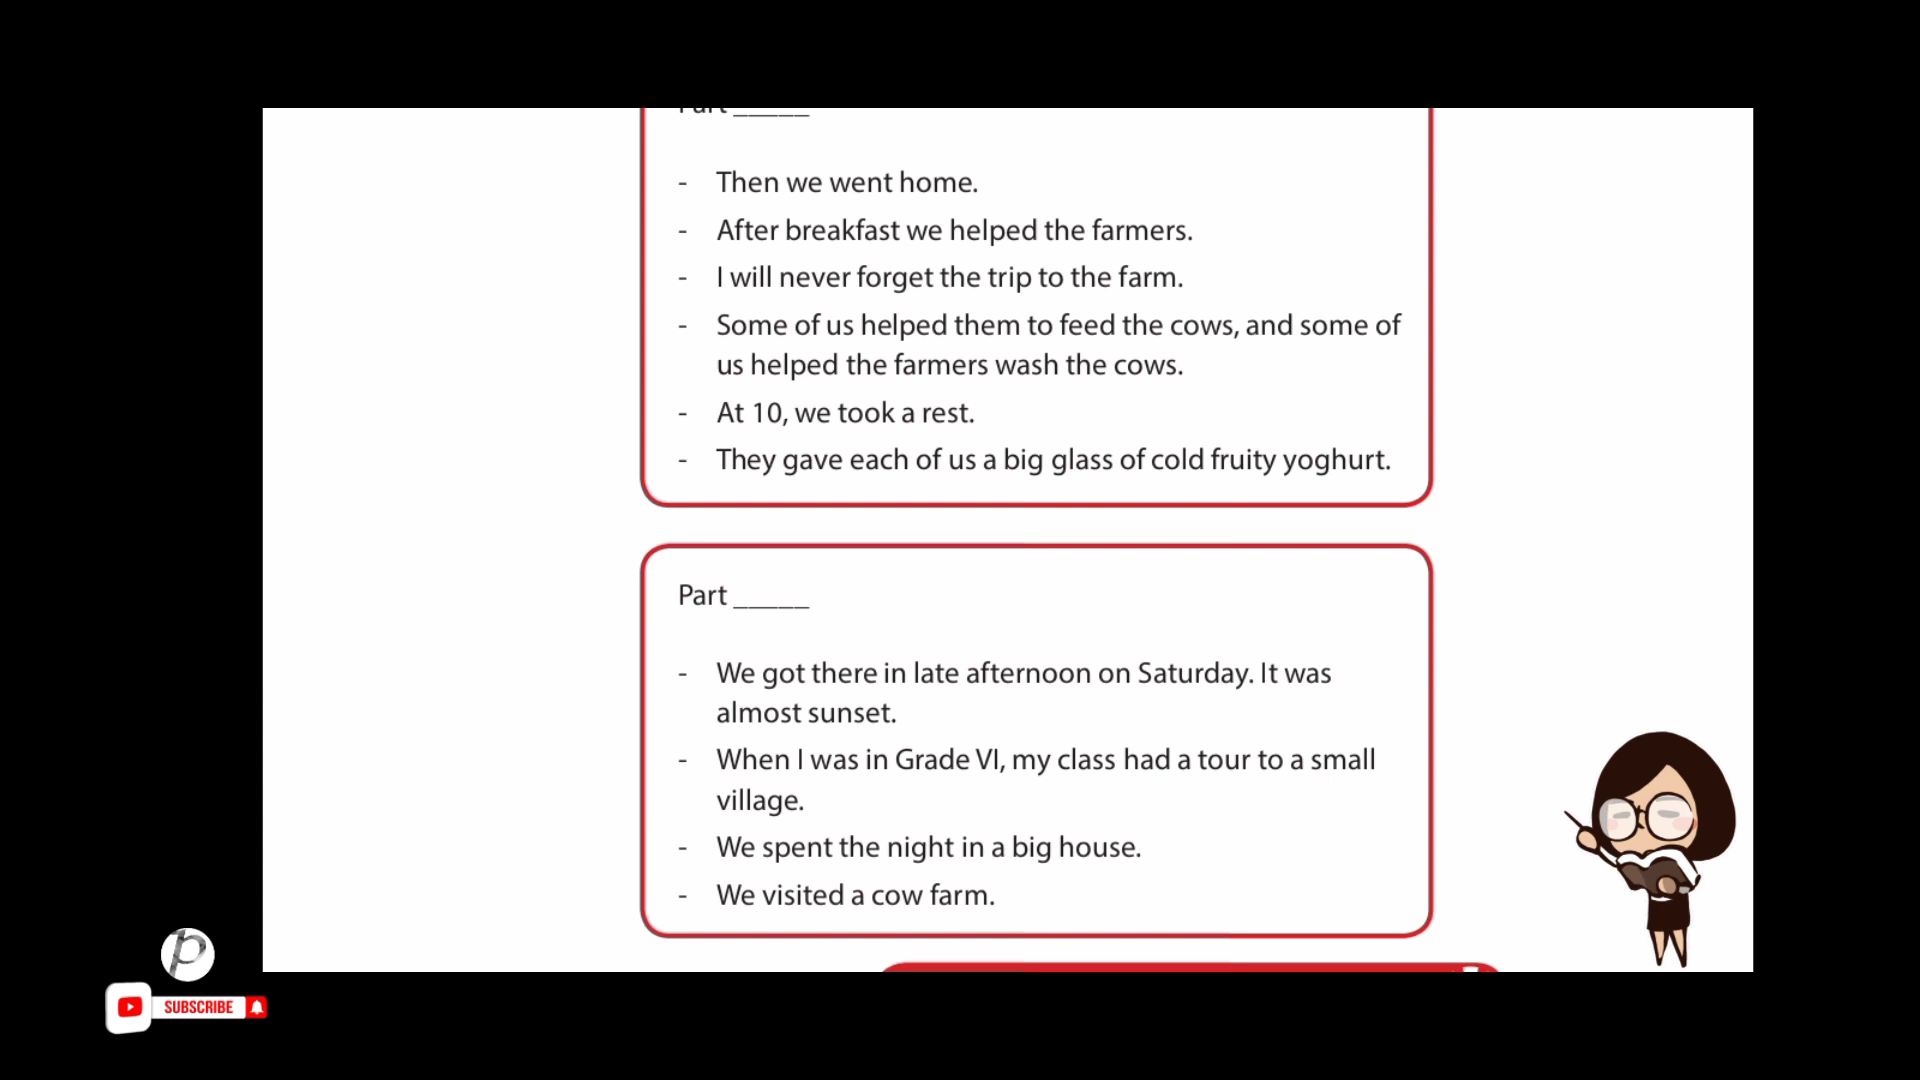 Part _____
- Then we went home.
- After breakfast we helped the farmers.
- I will never forget the trip to the farm.
- Some of us helped them to feed the cows, and some of
us helped the farmers wash the cows.
- At 10, we took a rest.
- They gave each of us a big glass of cold fruity yoghurt.
Part _____
- We got there in late afternoon on Saturday. It was
almost sunset.
- When I was in Grade VI, my class had a tour to a small
village.
- We spent the night in a big house.
- We visited a cow farm.
p
SUBSCRIBE